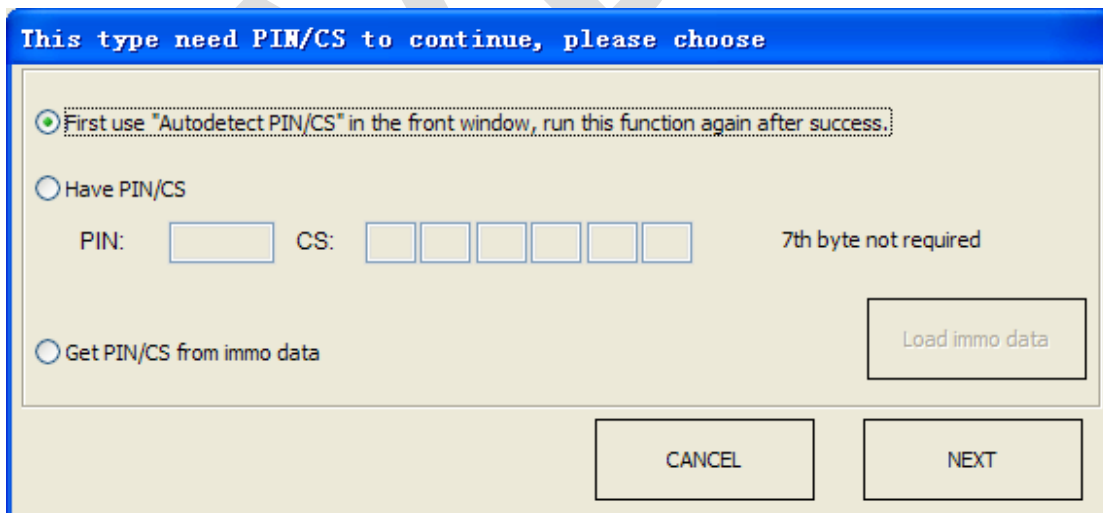 This type need PIN/CS to continue, please choose
First use "Autodetect PIN/CS" in the front window, run this function again after success.
Have PIN/CS
PIN: CS: 7th byte not required
Load immo data
Get PIN/CS from immo data
CANCEL NEXT